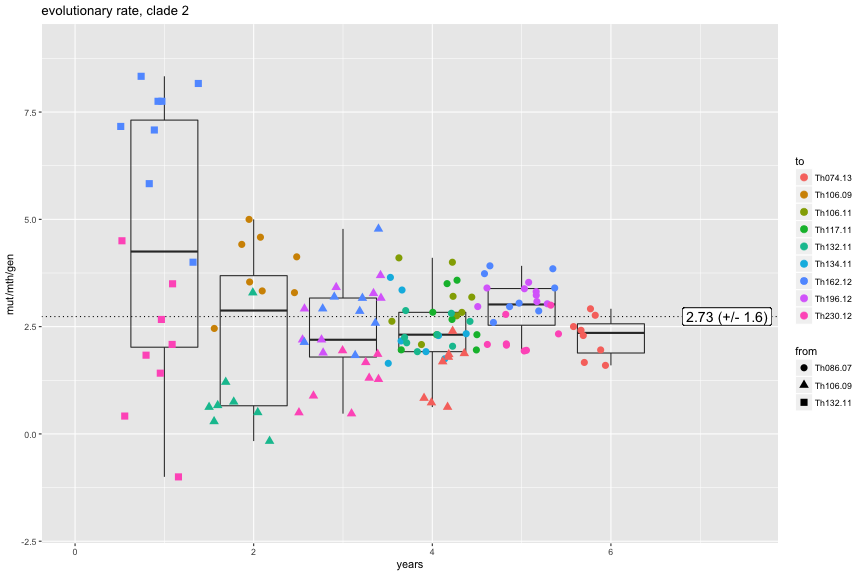 evolutionary rate, clade 2
mut/mth/gen
7.5
5.0
2.5
0.0
-2.5
2.73 (+/- 1.6)
0
2
4
6
years
to
Th074.13
Th106.09
Th106.11
Th117.11
Th132.11
Th134.11
Th162.12
Th196.12
Th230.12
from
Th086.07
Th106.09
Th132.11